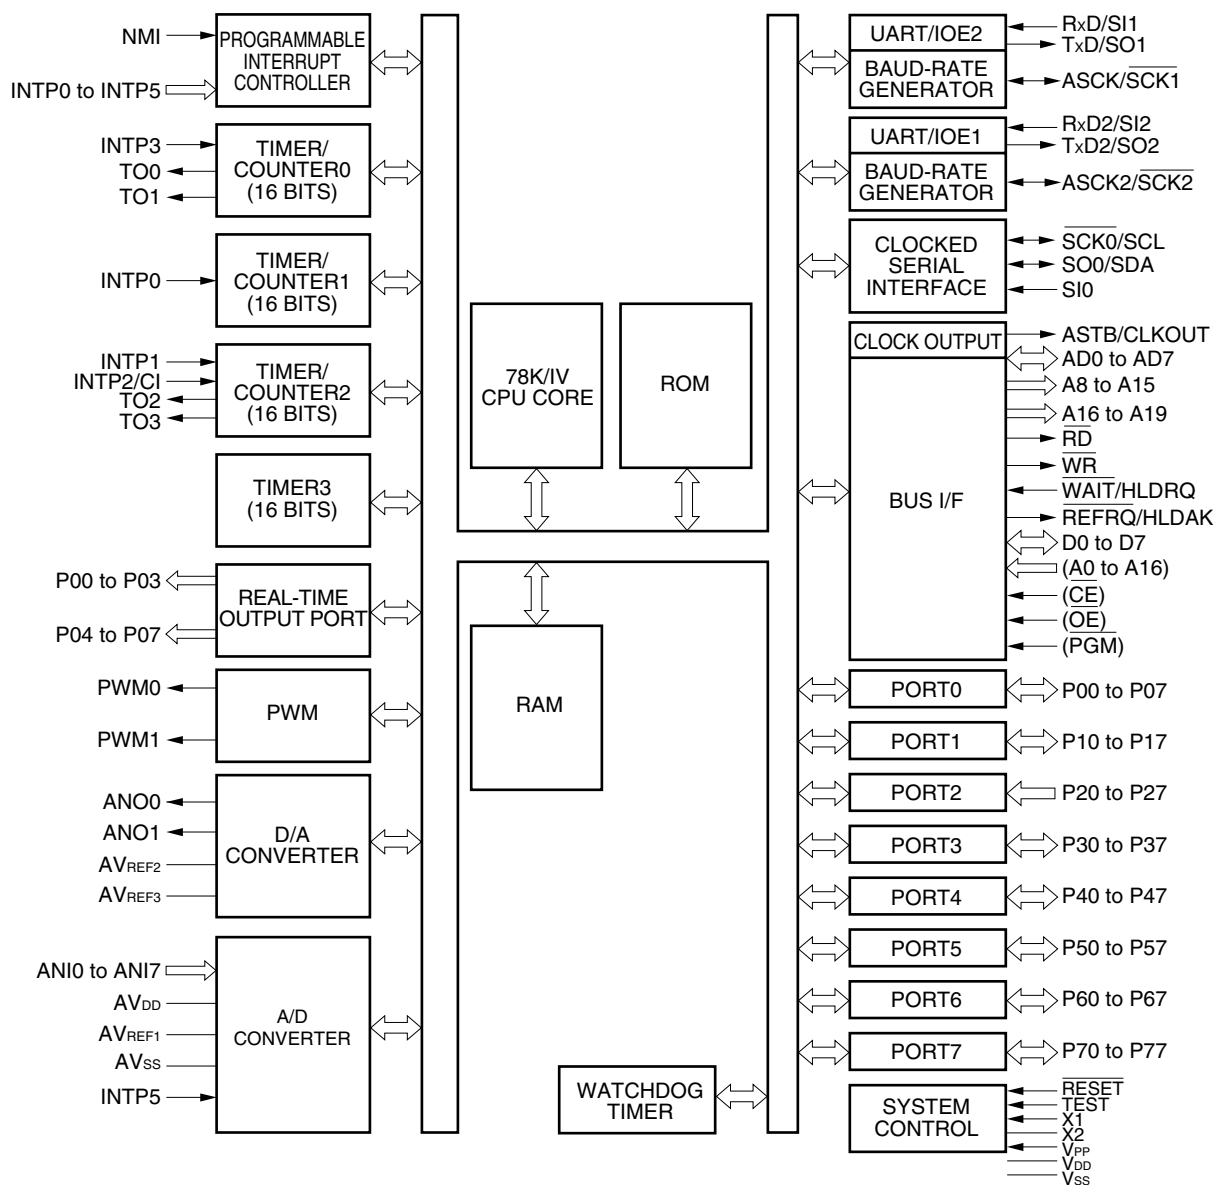 NMI
INTP0 to INTP5
PROGRAMMABLE
INTERRUPT
CONTROLLER
INTP3
TO0
TO1
TIMER/
COUNTER0
(16 BITS)
INTP0
TIMER/
COUNTER1
(16 BITS)
INTP1
INTP2/CI
TO2
TO3
TIMER/
COUNTER2
(16 BITS)
TIMER3
(16 BITS)
P00 to P03
P04 to P07
REAL-TIME
OUTPUT PORT
PWM0
PWM1
PWM
ANO0
ANO1
AVREF2
AVREF3
D/A
CONVERTER
ANI0 to ANI7
AVDD
AVREF1
AVSS
INTP5
A/D
CONVERTER
78K/IV
CPU CORE
ROM
RAM
WATCHDOG
TIMER
UART/IOE2
BAUD-RATE
GENERATOR
RxD/SI1
TxD/SO1
ASCK/SCK1
UART/IOE1
BAUD-RATE
GENERATOR
RxD2/SI2
TxD2/SO2
ASCK2/SCK2
CLOCKED
SERIAL
INTERFACE
SCK0/SCL
SO0/SDA
SI0
CLOCK OUTPUT
BUS I/F
ASTB/CLKOUT
AD0 to AD7
A8 to A15
A16 to A19
RD
WR
WAIT/HLDRQ
REFRQ/HLDAK
D0 to D7
(A0 to A16)
(CE)
(OE)
(PGM)
PORT0
P00 to P07
PORT1
P10 to P17
PORT2
P20 to P27
PORT3
P30 to P37
PORT4
P40 to P47
PORT5
P50 to P57
PORT6
P60 to P67
PORT7
P70 to P77
SYSTEM
CONTROL
RESET
TEST
X1
X2
VPP
VDD
VSS